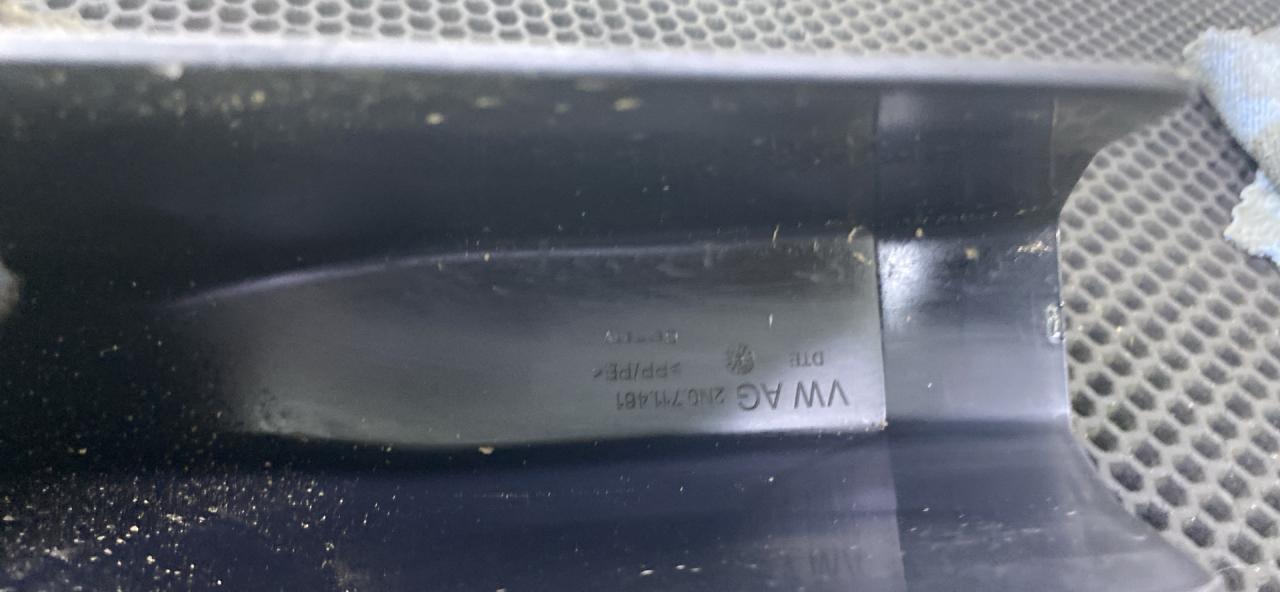 VW AG 2N0.711.461
DTE >PP/PE<